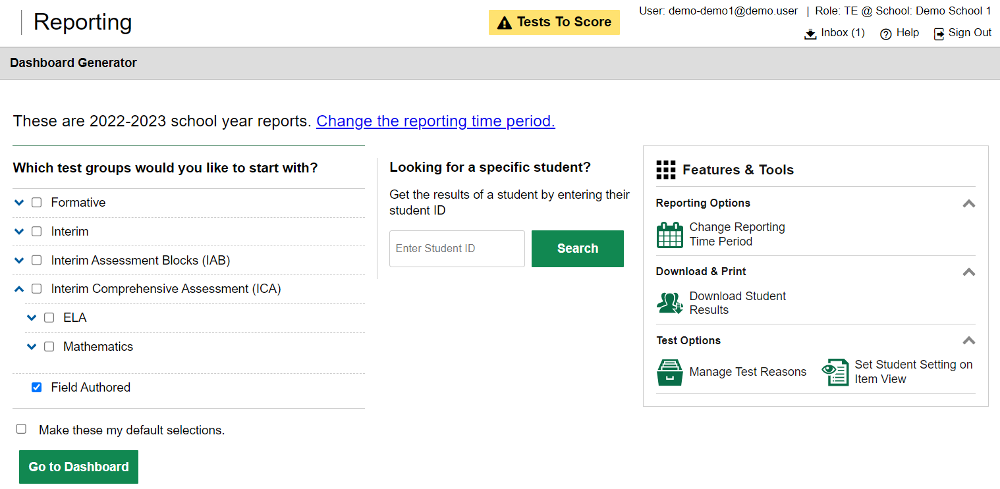 Reporting
Tests To Score
User: demo-demo1@demo.user | Role: TE @ School: Demo School 1
Inbox (1) Help Sign Out
Dashboard Generator
These are 2022-2023 school year reports. Change the reporting time period.
Which test groups would you like to start with?
Formative
Interim
Interim Assessment Blocks (IAB)
Interim Comprehensive Assessment (ICA)
ELA
Mathematics
Field Authored
Make these my default selections.
Go to Dashboard
Looking for a specific student?
Get the results of a student by entering their
student ID
Enter Student ID
Search
Features & Tools
Reporting Options
Change Reporting
Time Period
Download & Print
Download Student
Results
Test Options
Manage Test Reasons
Set Student Setting on
Item View